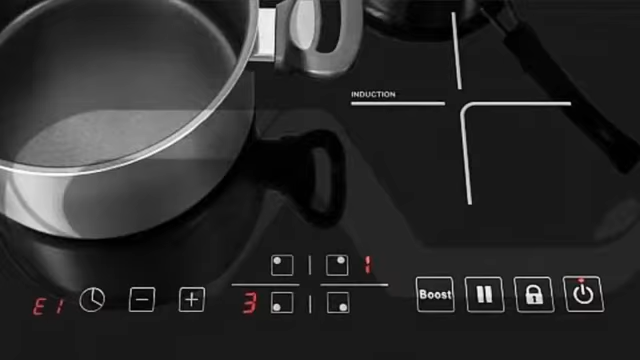 INDUCTION
1
E1 − + 3 Boost